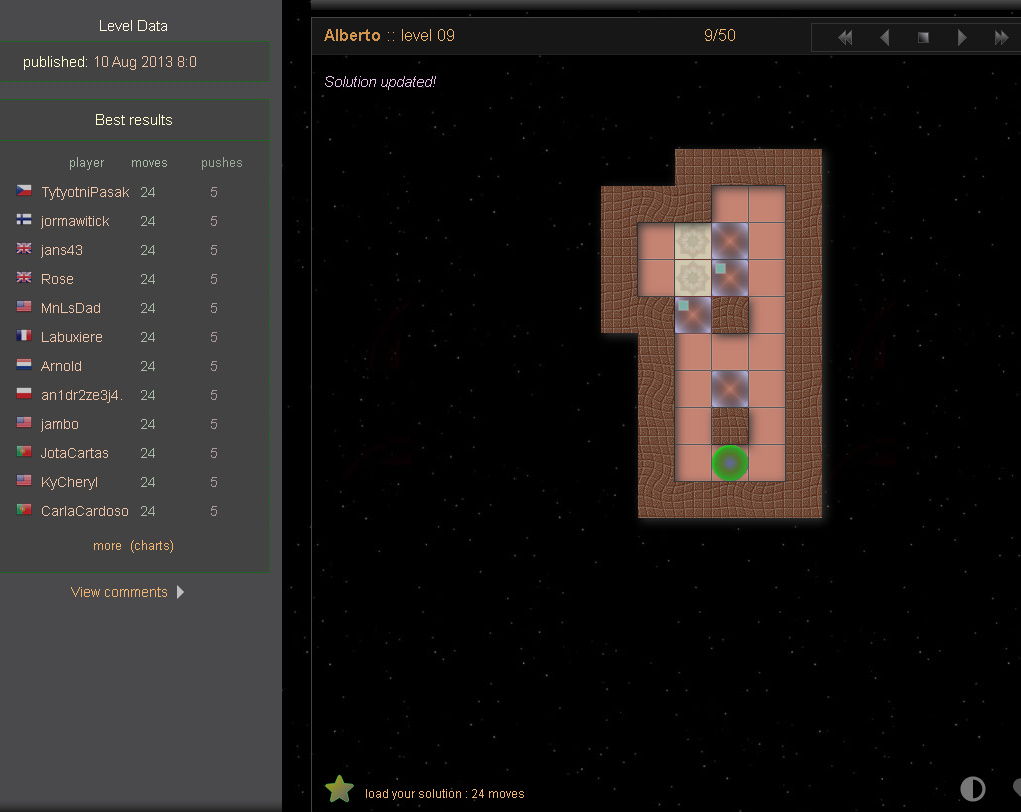 Level Data
published: 10 Aug 2013 8:0
Best results
player moves pushes
TytyotniPasak 24 5
jormawitick 24 5
jans43 24 5
Rose 24 5
MnLsDad 24 5
Labuxiere 24 5
Arnold 24 5
an1dr2ze3j4. 24 5
jambo 24 5
JotaCartas 24 5
KyCheryl 24 5
CarlaCardoso 24 5
more (charts)
View comments
Alberto :: level 09 9/50
Solution updated!
load your solution : 24 moves